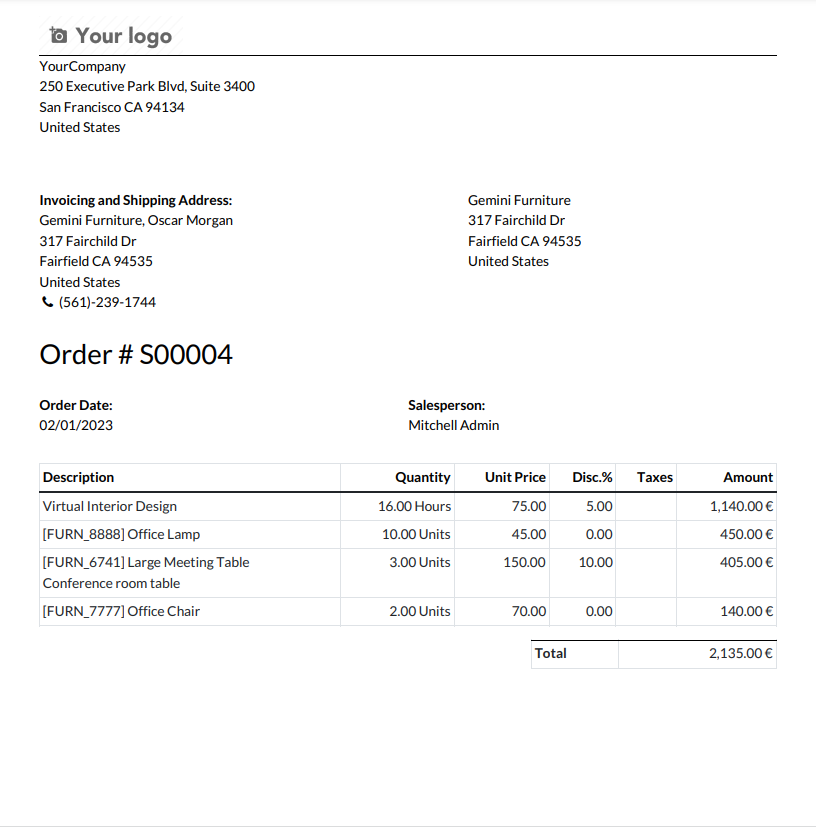 Your logo
YourCompany
250 Executive Park Blvd, Suite 3400
San Francisco CA 94134
United States
Invoicing and Shipping Address:
Gemini Furniture, Oscar Morgan
317 Fairchild Dr
Fairfield CA 94535
United States
(561)-239-1744
Gemini Furniture
317 Fairchild Dr
Fairfield CA 94535
United States
Order # S00004
Order Date:
02/01/2023
Salesperson:
Mitchell Admin
Description Quantity Unit Price Disc.% Taxes Amount
Virtual Interior Design 16.00 Hours 75.00 5.00 1,140.00 €
[FURN_8888] Office Lamp 10.00 Units 45.00 0.00 450.00 €
[FURN_6741] Large Meeting Table 3.00 Units 150.00 10.00 405.00 €
Conference room table
[FURN_7777] Office Chair 2.00 Units 70.00 0.00 140.00 €
Total 2,135.00 €